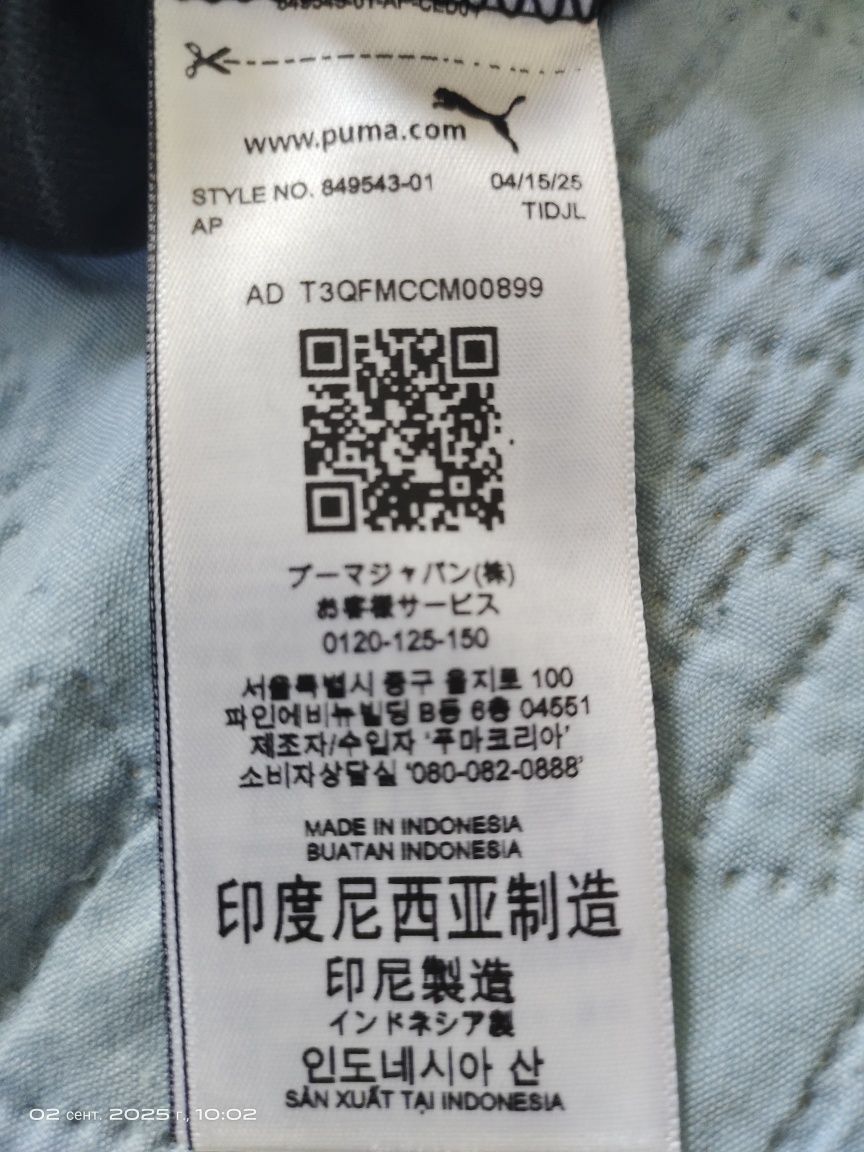 www.puma.com
STYLE NO. 849543-01 04/15/25
AP TIDJL
AD T3QFMCCM00899
プーマジャパン(株)
お客様サービス
0120-125-150
서울특별시 중구 을지로 100
파인에비뉴빌딩 B동 6층 04551
제조자/수입자 '푸마코리아'
소비자상담실 '080-082-0888'
MADE IN INDONESIA
BUATAN INDONESIA
印度尼西亚制造
印尼製造
インドネシア製
인도네시아 산
SẢN XUẤT TẠI INDONESIA
02 сент. 2025 г., 10:02